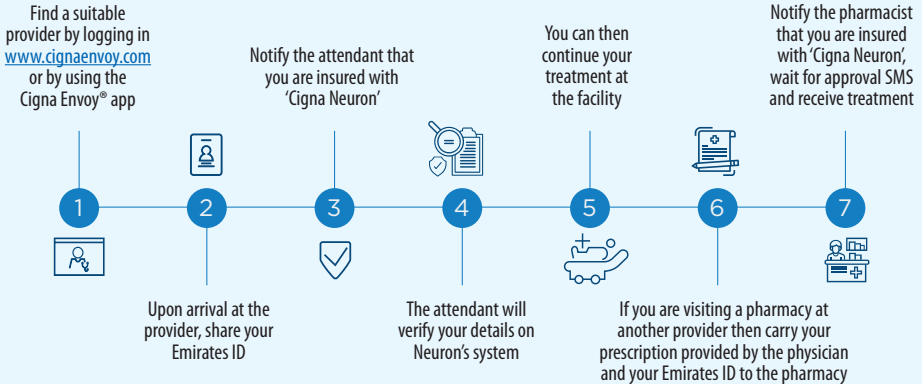 Find a suitable
provider by logging in
www.cignaenvoy.com
or by using the
Cigna Envoy® app
1
2
Upon arrival at the
provider, share your
Emirates ID
Notify the attendant that
you are insured with
‘Cigna Neuron’
3
4
The attendant will
verify your details on
Neuron’s system
You can then
continue your
treatment at
the facility
5
6
If you are visiting a pharmacy at
another provider then carry your
prescription provided by the physician
and your Emirates ID to the pharmacy
Notify the pharmacist
that you are insured
with ‘Cigna Neuron’,
wait for approval SMS
and receive treatment
7